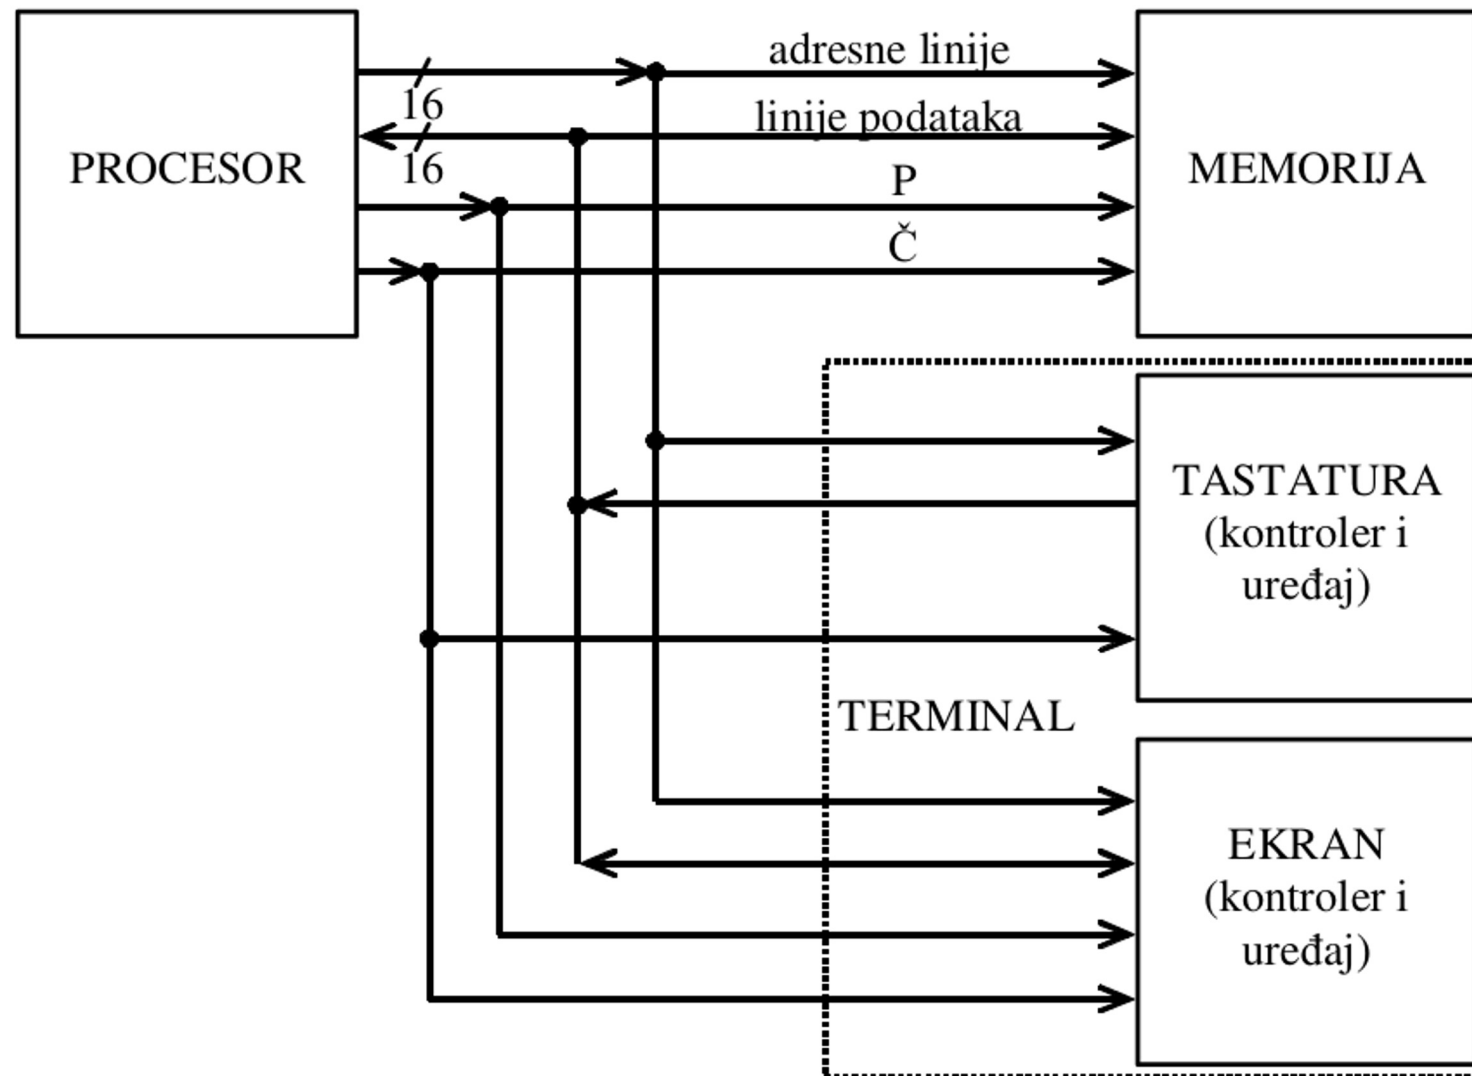 PROCESOR
16
16
adresne linije
linije podataka
P
Č
MEMORIJA
TASTATURA
(kontroler i
uređaj)
TERMINAL
EKRAN
(kontroler i
uređaj)